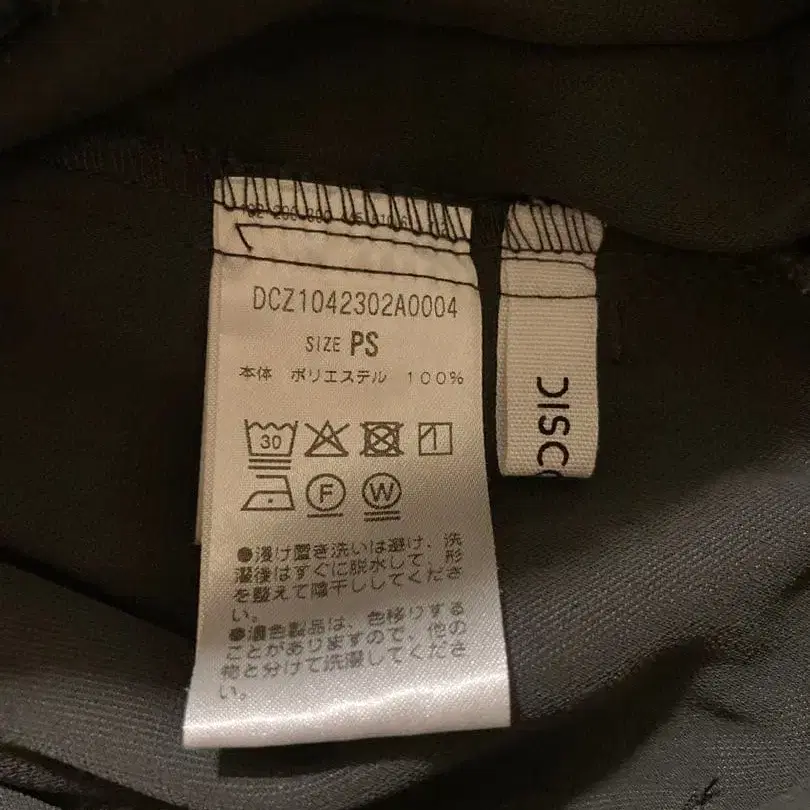 DCZ1042302A0004
SIZE PS
本体 ポリエステル 100%
30
F W
●浸け置き洗いは避け、洗
濯後はすぐに脱水して、形
を整えて陰干ししてくださ
い。
●濃色製品は、色移りする
ことがありますので、他の
物と分けて洗濯してくださ
い。
DISC